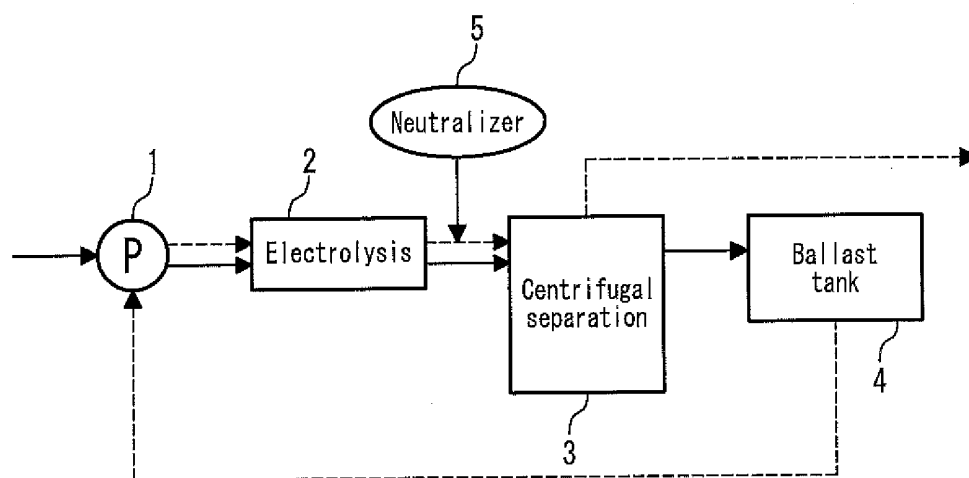 5
Neutralizer
1
2
P
Electrolysis
Centrifugal
separation
Ballast
tank
3
4